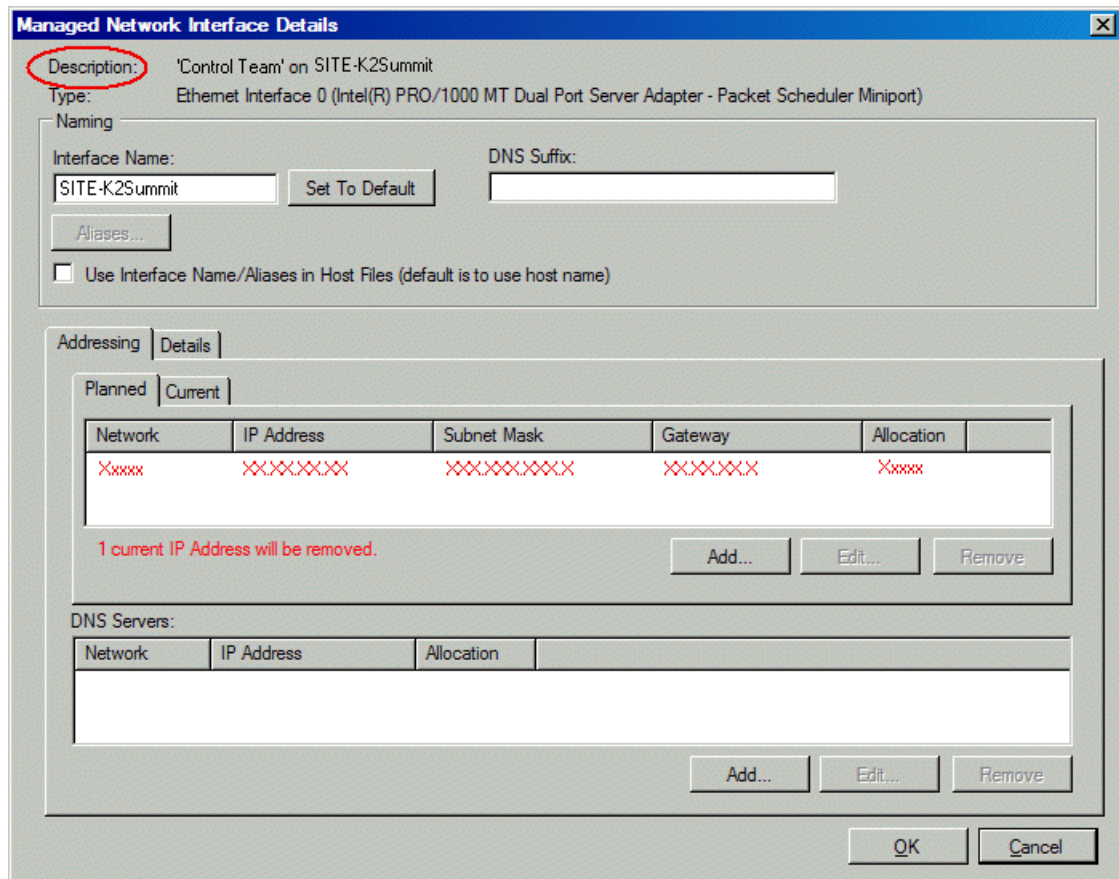 Managed Network Interface Details
Description: 'Control Team' on SITE-K2Summit
Type: Ethernet Interface 0 (Intel(R) PRO/1000 MT Dual Port Server Adapter - Packet Scheduler Miniport)
Naming
Interface Name: DNS Suffix:
SITE-K2Summit Set To Default
Aliases...
Use Interface Name/Aliases in Host Files (default is to use host name)
Addressing Details
Planned Current
Network IP Address Subnet Mask Gateway Allocation
Xxxxx XX.XX.XX.XX XXX.XXX.XXX.X XX.XX.XX.X Xxxxx
1 current IP Address will be removed.
Add... Edit... Remove
DNS Servers:
Network IP Address Allocation
Add... Edit... Remove
OK Cancel